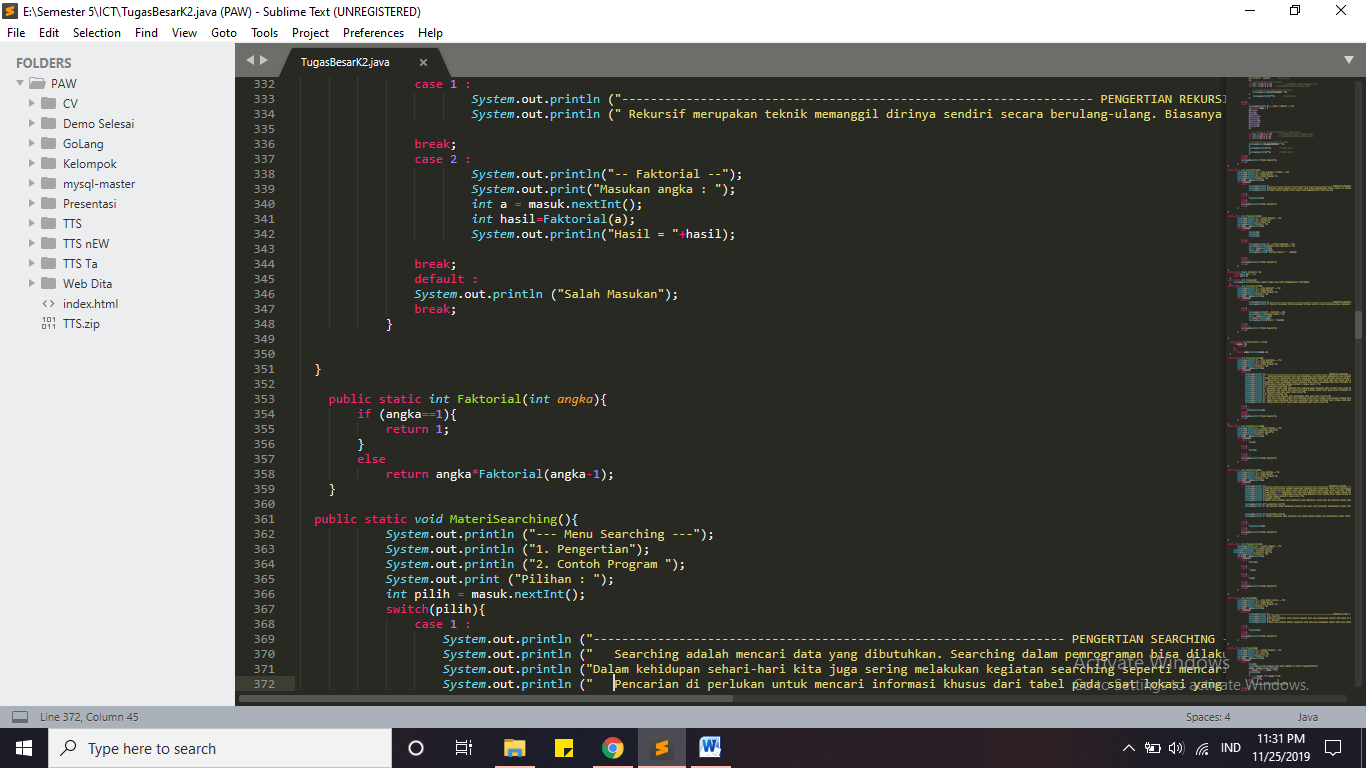 E:\Semester 5\ICT\TugasBesarK2.java (PAW) - Sublime Text (UNREGISTERED)
File Edit Selection Find View Goto Tools Project Preferences Help
FOLDERS
PAW
CV
Demo Selesai
GoLang
Kelompok
mysql-master
Presentasi
TTS
TTS nEW
TTS Ta
Web Dita
index.html
TTS.zip
TugasBesarK2.java
332 case 1 :
333 System.out.println ("------------------------------------------------------------------ PENGERTIAN REKURSI
334 System.out.println (" Rekursif merupakan teknik memanggil dirinya sendiri secara berulang-ulang. Biasanya
335
336 break;
337 case 2 :
338 System.out.println("-- Faktorial --");
339 System.out.print("Masukan angka : ");
340 int a = masuk.nextInt();
341 int hasil=Faktorial(a);
342 System.out.println("Hasil = "+hasil);
343
344 break;
345 default :
346 System.out.println ("Salah Masukan");
347 break;
348 }
349
350
351 }
352
353 public static int Faktorial(int angka){
354 if (angka==1){
355 return 1;
356 }
357 else
358 return angka*Faktorial(angka-1);
359 }
360
361 public static void MateriSearching(){
362 System.out.println ("--- Menu Searching ---");
363 System.out.println ("1. Pengertian");
364 System.out.println ("2. Contoh Program ");
365 System.out.print ("Pilihan : ");
366 int pilih = masuk.nextInt();
367 switch(pilih){
368 case 1 :
369 System.out.println ("------------------------------------------------------------------ PENGERTIAN SEARCHING -
370 System.out.println (" Searching adalah mencari data yang dibutuhkan. Searching dalam pemrograman bisa dilaku
371 System.out.println ("Dalam kehidupan sehari-hari kita juga sering melakukan kegiatan searching seperti mencari
372 System.out.println (" Pencarian di perlukan untuk mencari informasi khusus dari tabel pada saat lokasi yang
Activate Windows
Go to Settings to activate Windows.
Line 372, Column 45
Spaces: 4
Java
Type here to search
IND
11:31 PM
11/25/2019